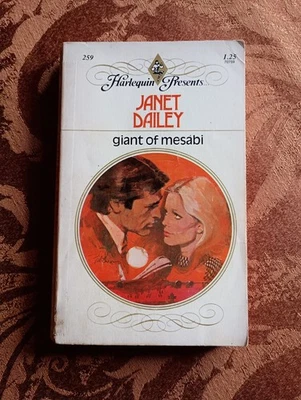 259
1.25
Harlequin Presents
JANET
DAILEY
giant of mesabi